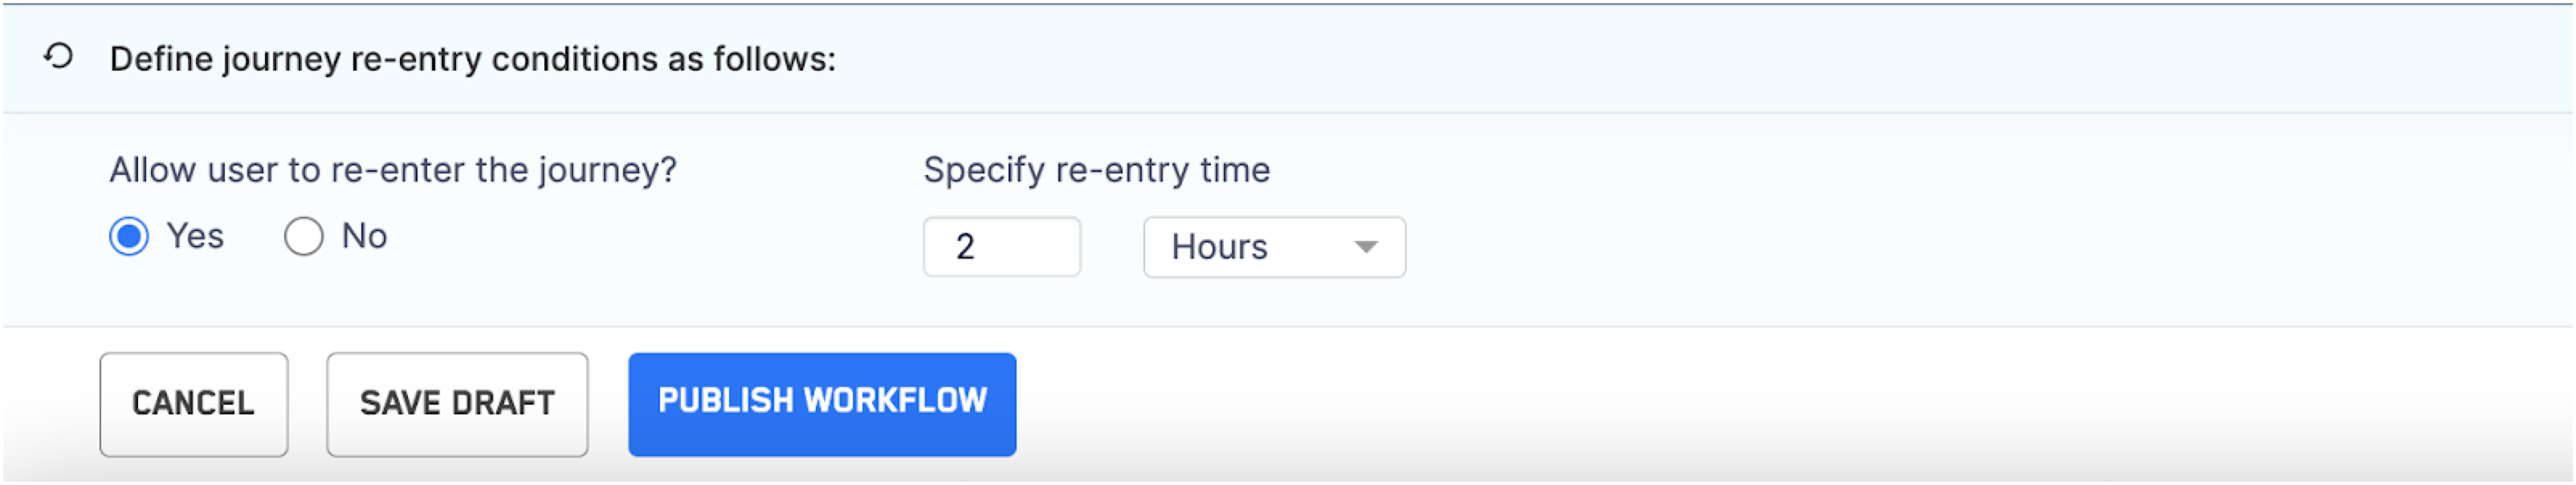 Define journey re-entry conditions as follows:
Allow user to re-enter the journey?
Yes No
Specify re-entry time
2 Hours
CANCEL SAVE DRAFT PUBLISH WORKFLOW